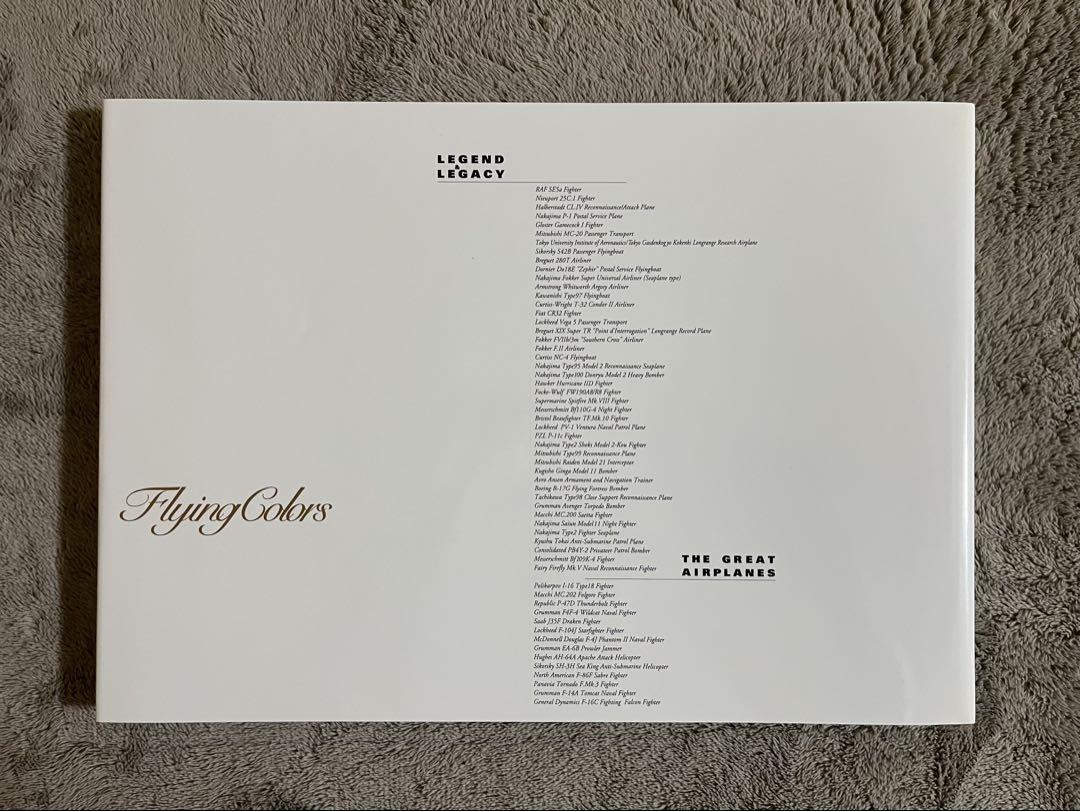 LEGEND
&
LEGACY
RAF SE5a Fighter
Nieuport 25C.1 Fighter
Halberstadt CL.IV Reconnaissance/Attack Plane
Nakajima P-1 Postal Service Plane
Gloster Gamecock I Fighter
Mitsubishi MC-20 Passenger Transport
Tokyo University Institute of Aeronautics/Tokyo Gasdenkogyo Kokenki Longrange Research Airplane
Sikorsky S42B Passenger Flyingboat
Breguet 280T Airliner
Dornier Do18E "Zephir" Postal Service Flyingboat
Nakajima Fokker Super Universal Airliner (Seaplane type)
Armstrong Whitworth Argosy Airliner
Kawanishi Type97 Flyingboat
Curtiss-Wright T-32 Condor II Airliner
Fiat CR32 Fighter
Lockheed Vega 5 Passenger Transport
Breguet XIX Super TR "Point d'Interrogation" Longrange Record Plane
Fokker FVIIb/3m "Southern Cross" Airliner
Fokker F.II Airliner
Curtiss NC-4 Flyingboat
Nakajima Type95 Model 2 Reconnaissance Seaplane
Nakajima Type100 Donryu Model 2 Heavy Bomber
Hawker Hurricane IID Fighter
Focke-Wulf FW190A8/R8 Fighter
Supermarine Spitfire Mk.VIII Fighter
Messerschmitt Bf110G-4 Night Fighter
Bristol Beaufighter TF.Mk.10 Fighter
Lockheed PV-1 Ventura Naval Patrol Plane
PZL P-11c Fighter
Nakajima Type2 Shoki Model 2-Kou Fighter
Mitsubishi Type99 Reconnaissance Plane
Mitsubishi Raiden Model 21 Interceptor
Kugisho Ginga Model 11 Bomber
Avro Anson Armament and Navigation Trainer
Boeing B-17G Flying Fortress Bomber
Tachikawa Type98 Close Support Reconnaissance Plane
Grumman Avenger Torpedo Bomber
Macchi MC.200 Saetta Fighter
Nakajima Saiun Model11 Night Fighter
Nakajima Type2 Fighter Seaplane
Kyushu Tokai Anti-Submarine Patrol Plane
Consolidated PB4Y-2 Privateer Patrol Bomber
Messerschmitt Bf109K-4 Fighter
Fairy Firefly Mk.V Naval Reconnaissance Fighter
THE GREAT
AIRPLANES
Polikarpov I-16 Type18 Fighter
Macchi MC.202 Folgore Fighter
Republic P-47D Thunderbolt Fighter
Grumman F4F-4 Wildcat Naval Fighter
Saab J35F Draken Fighter
Lockheed F-104J Starfighter Fighter
McDonnell Douglas F-4J Phantom II Naval Fighter
Grumman EA-6B Prowler Jammer
Hughes AH-64A Apache Attack Helicopter
Sikorsky SH-3H Sea King Anti-Submarine Helicopter
North American F-86F Sabre Fighter
Panavia Tornado F.Mk.3 Fighter
Grumman F-14A Tomcat Naval Fighter
General Dynamics F-16C Fighting Falcon Fighter
Flying Colors